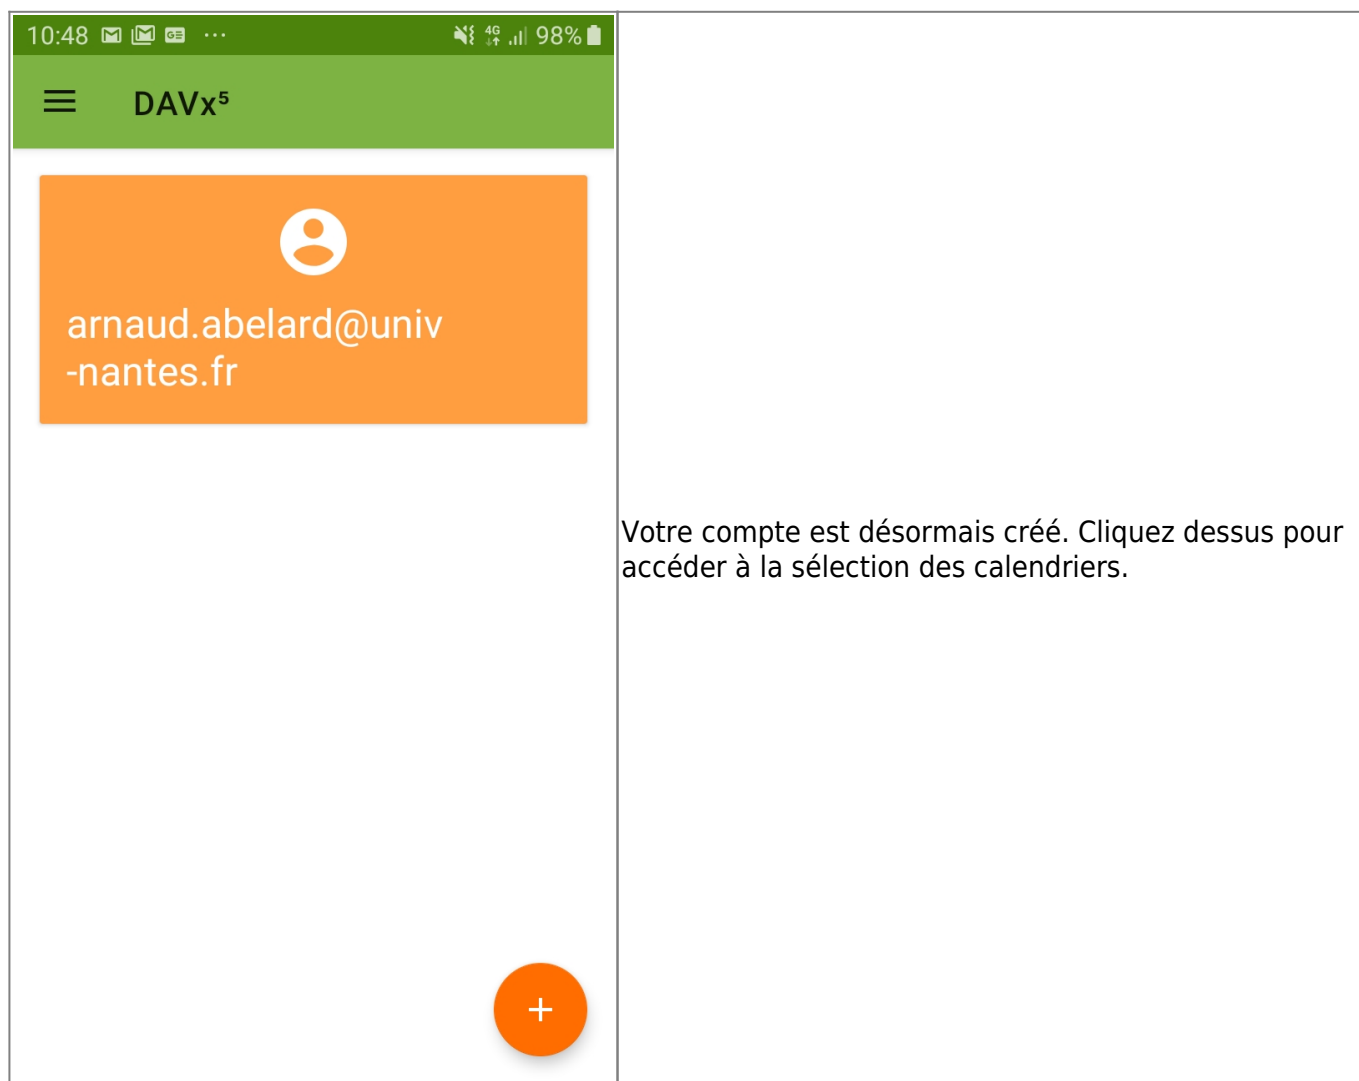 10:48 ... 4G 98%
DAVx⁵
arnaud.abelard@univ
-nantes.fr
Votre compte est désormais créé. Cliquez dessus pour
accéder à la sélection des calendriers.
+